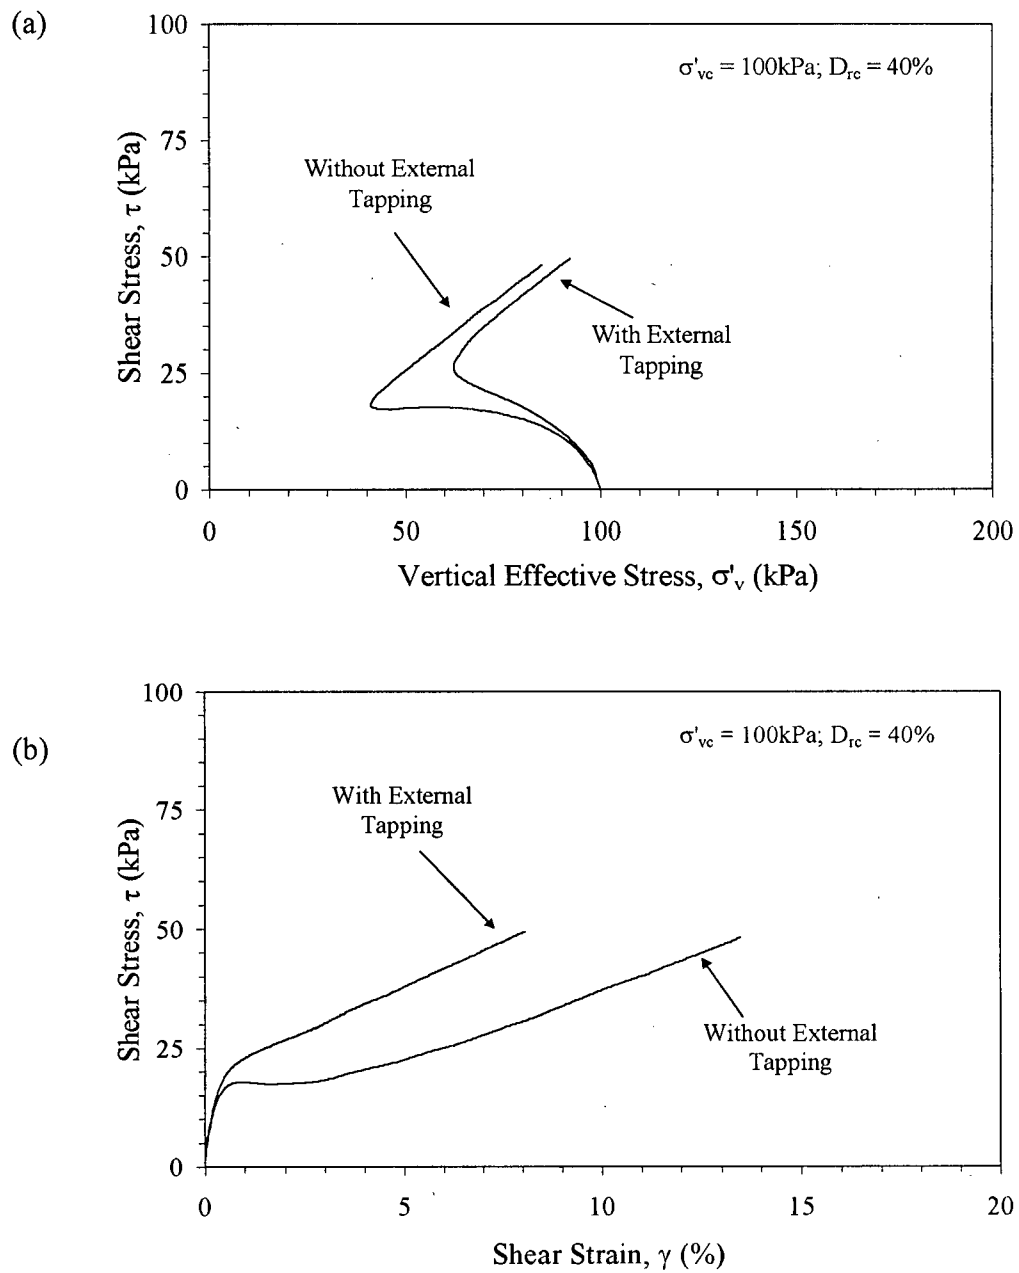 (a)
100
75
50
25
0
Shear Stress, τ (kPa)
σ'vc = 100kPa; Drc = 40%
Without External
Tapping
With External
Tapping
0 50 100 150 200
Vertical Effective Stress, σ'v (kPa)
(b)
100
75
50
25
0
Shear Stress, τ (kPa)
σ'vc = 100kPa; Drc = 40%
With External
Tapping
Without External
Tapping
0 5 10 15 20
Shear Strain, γ (%)